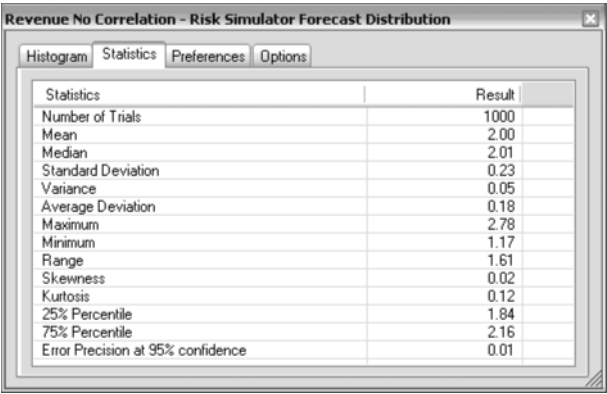 Revenue No Correlation - Risk Simulator Forecast Distribution
Histogram Statistics Preferences Options
Statistics Result
Number of Trials 1000
Mean 2.00
Median 2.01
Standard Deviation 0.23
Variance 0.05
Average Deviation 0.18
Maximum 2.78
Minimum 1.17
Range 1.61
Skewness 0.02
Kurtosis 0.12
25% Percentile 1.84
75% Percentile 2.16
Error Precision at 95% confidence 0.01